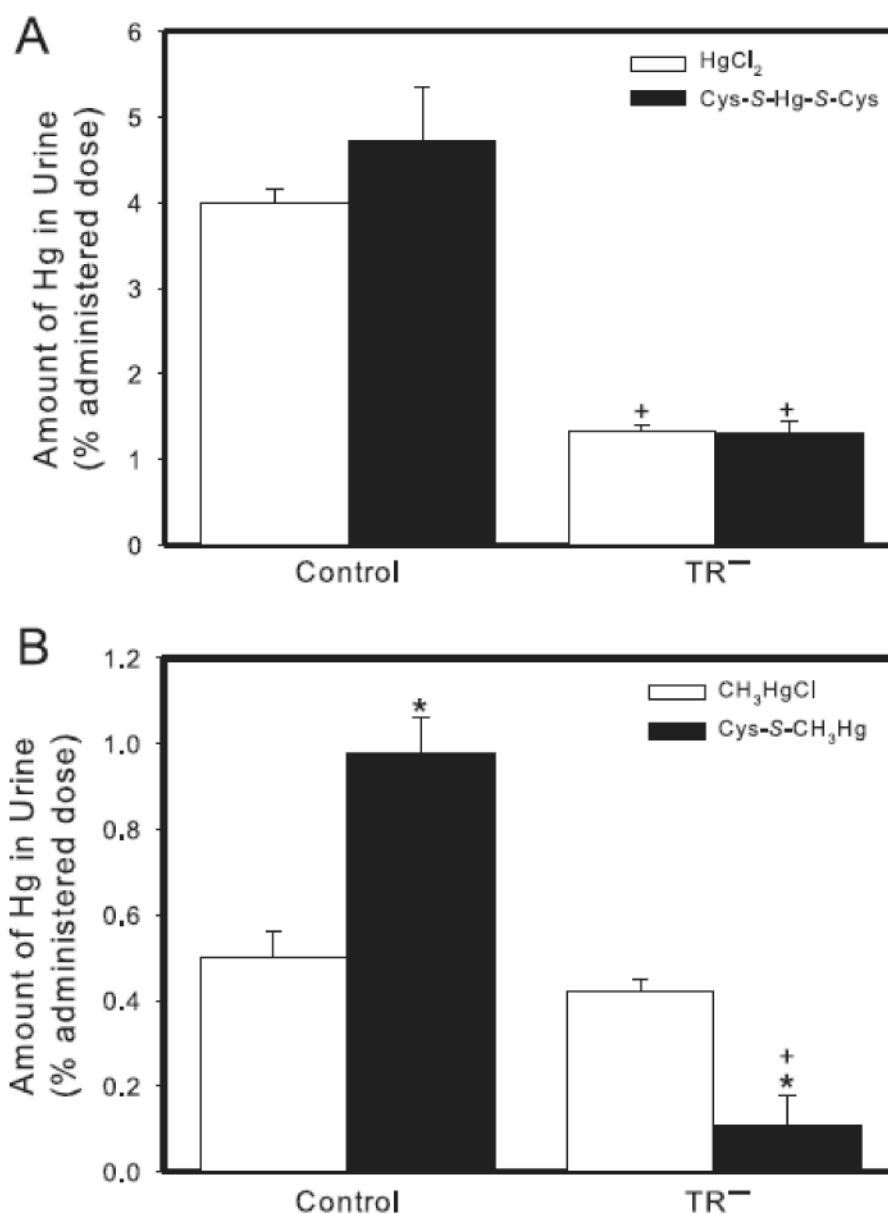 A
Amount of Hg in Urine
(% administered dose)
6
5
4
3
2
1
0
HgCl₂
Cys-S-Hg-S-Cys
+
+
Control
TR⁻
B
Amount of Hg in Urine
(% administered dose)
1.2
1.0
0.8
0.6
0.4
0.2
0.0
CH₃HgCl
Cys-S-CH₃Hg
*
+
*
Control
TR⁻